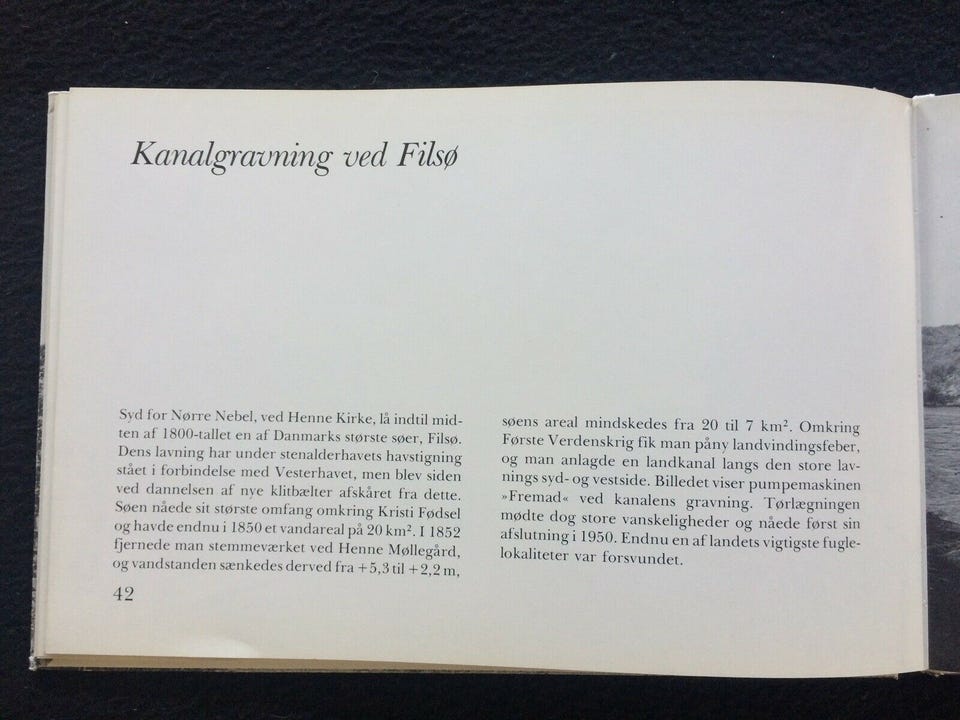 Kanalgravning ved Filsø
Syd for Nørre Nebel, ved Henne Kirke, lå indtil mid-
ten af 1800-tallet en af Danmarks største søer, Filsø.
Dens lavning har under stenalderhavets havstigning
stået i forbindelse med Vesterhavet, men blev siden
ved dannelsen af nye klitbælter afskåret fra dette.
Søen nåede sit største omfang omkring Kristi Fødsel
og havde endnu i 1850 et vandareal på 20 km². I 1852
fjernede man stemmeværket ved Henne Møllegård,
og vandstanden sænkedes derved fra +5,3 til +2,2 m,
søens areal mindskedes fra 20 til 7 km². Omkring
Første Verdenskrig fik man påny landvindingsfeber,
og man anlagde en landkanal langs den store lav-
nings syd- og vestside. Billedet viser pumpemaskinen
»Fremad« ved kanalens gravning. Tørlægningen
mødte dog store vanskeligheder og nåede først sin
afslutning i 1950. Endnu en af landets vigtigste fugle-
lokaliteter var forsvundet.
42